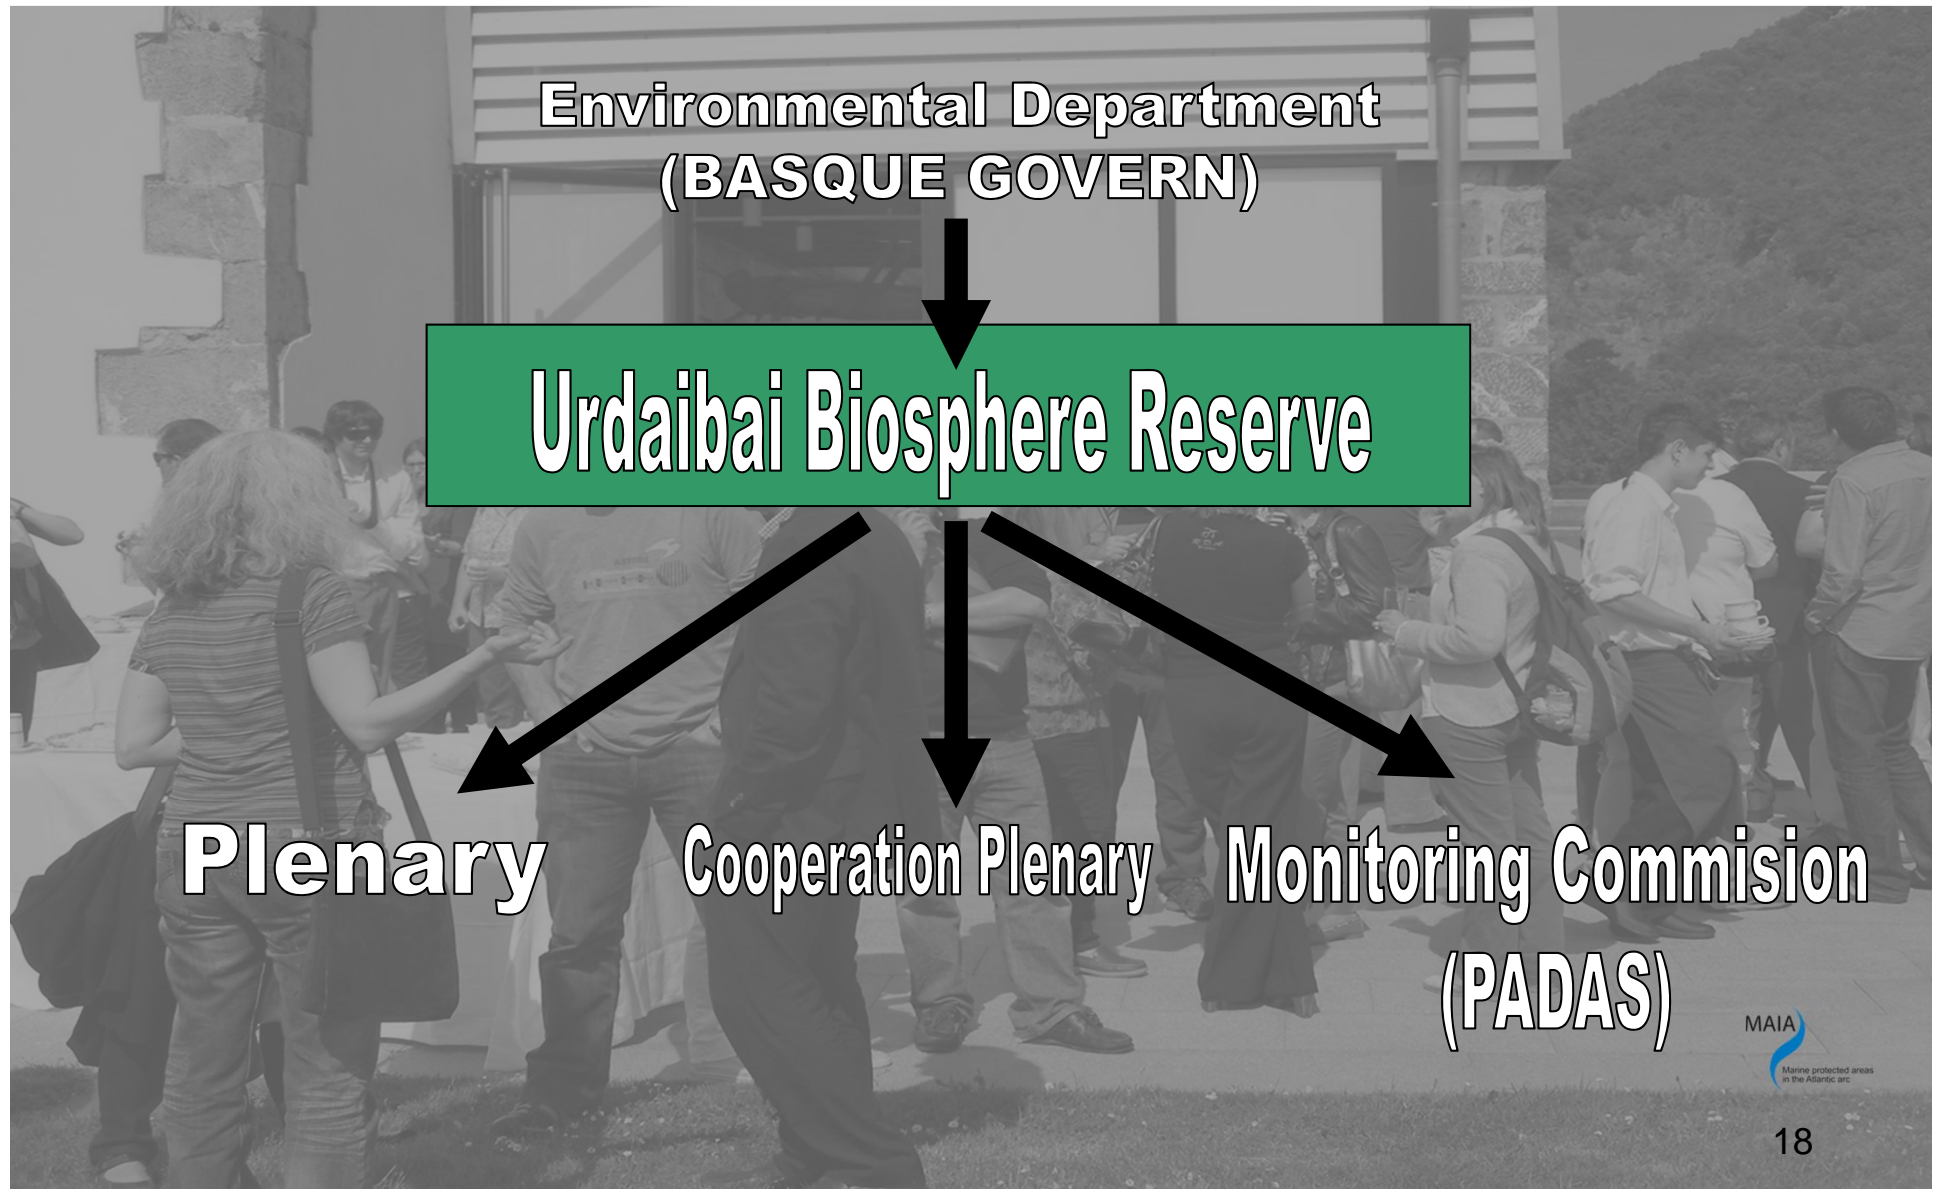 Environmental Department
(BASQUE GOVERN)
Urdaibai Biosphere Reserve
Plenary
Cooperation Plenary
Monitoring Commision
(PADAS)
MAIA
Marine protected areas
in the Atlantic arc
18